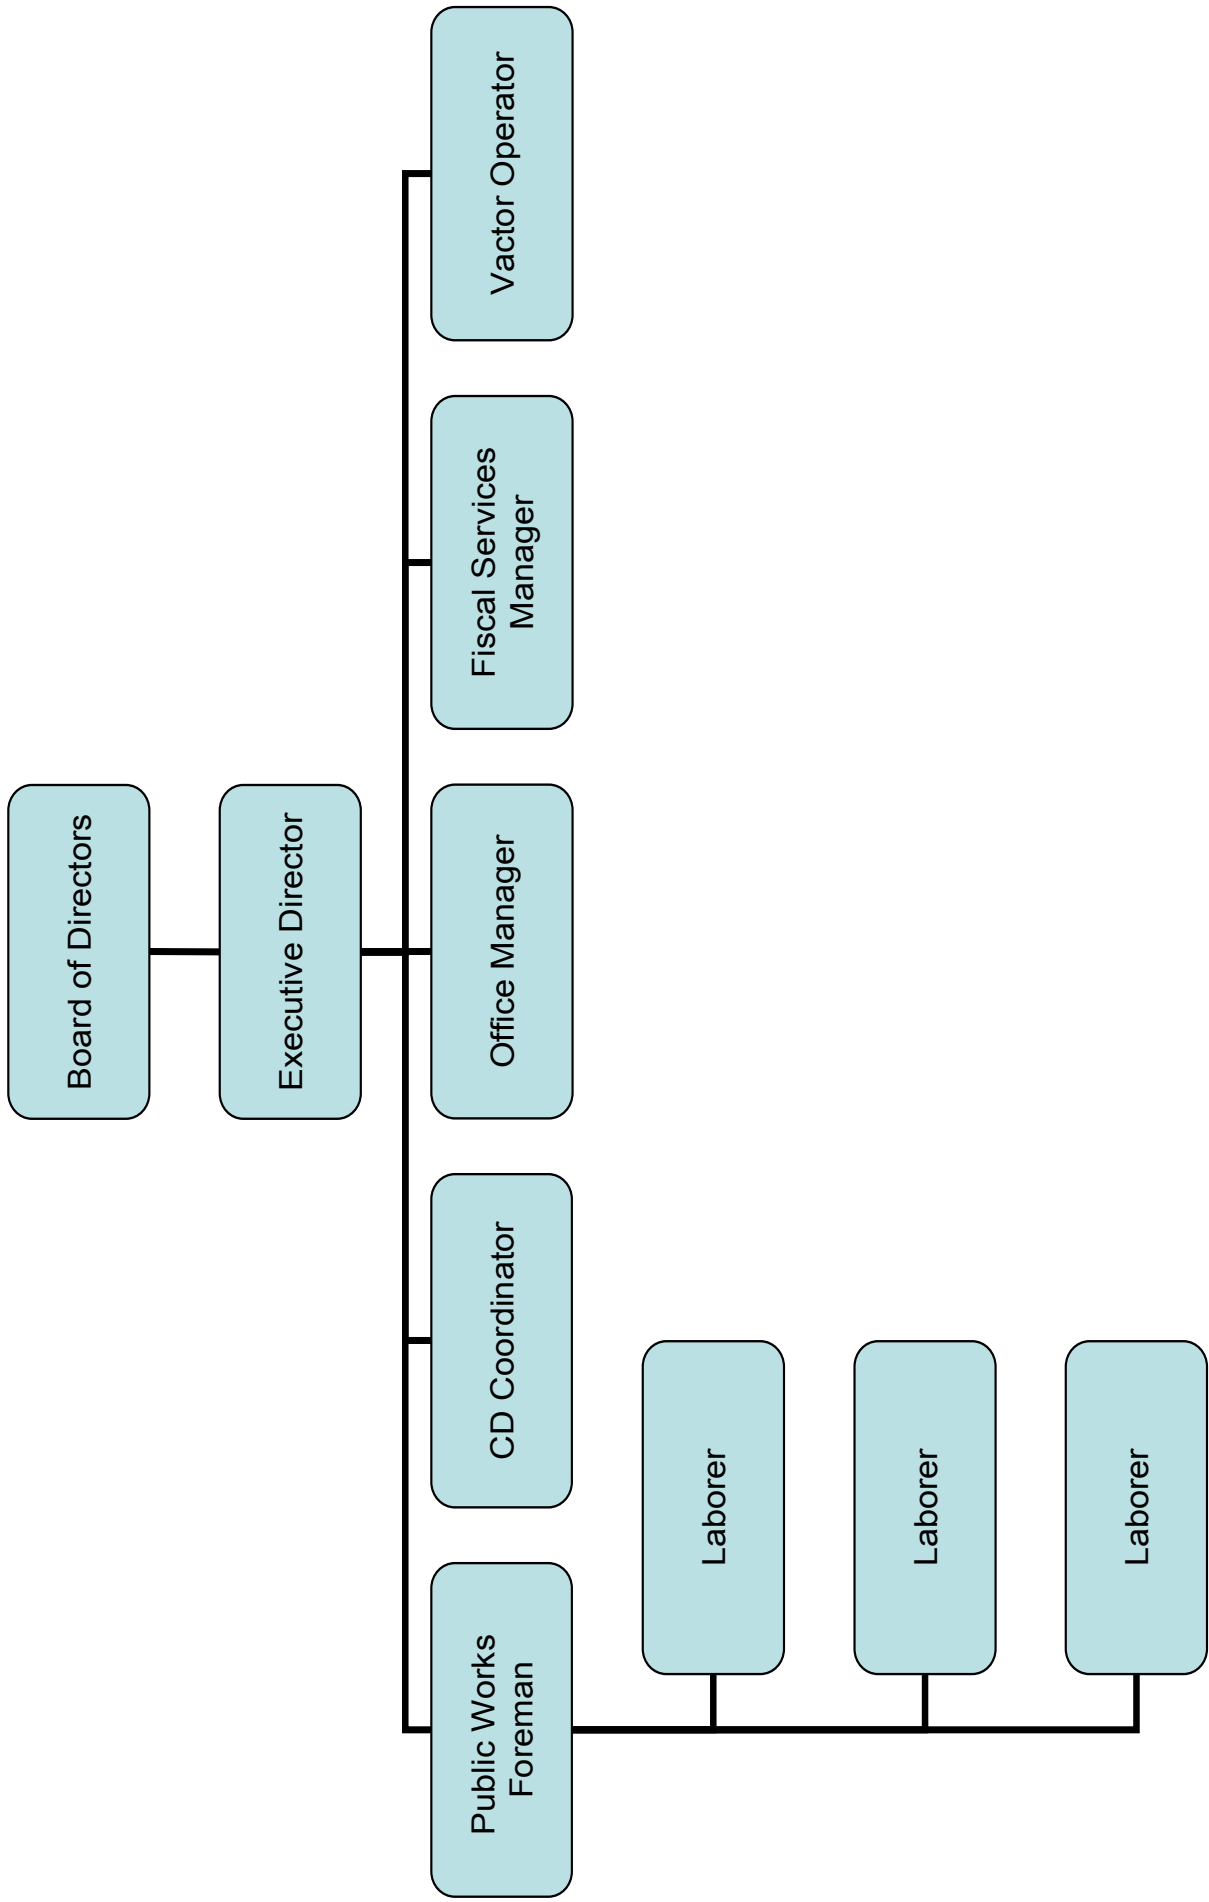 Board of Directors
Executive Director
Public Works
Foreman
CD Coordinator
Office Manager
Fiscal Services
Manager
Vactor Operator
Laborer
Laborer
Laborer